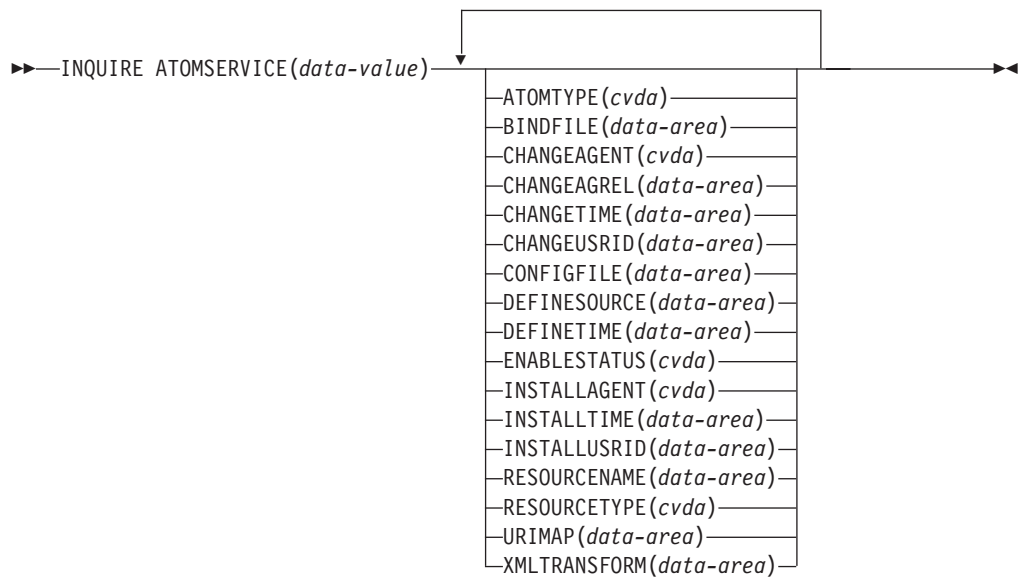 INQUIRE ATOMSERVICE(data-value)
ATOMTYPE(cvda)
BINDFILE(data-area)
CHANGEAGENT(cvda)
CHANGEAGREL(data-area)
CHANGETIME(data-area)
CHANGEUSRID(data-area)
CONFIGFILE(data-area)
DEFINESOURCE(data-area)
DEFINETIME(data-area)
ENABLESTATUS(cvda)
INSTALLAGENT(cvda)
INSTALLTIME(data-area)
INSTALLUSRID(data-area)
RESOURCENAME(data-area)
RESOURCETYPE(cvda)
URIMAP(data-area)
XMLTRANSFORM(data-area)